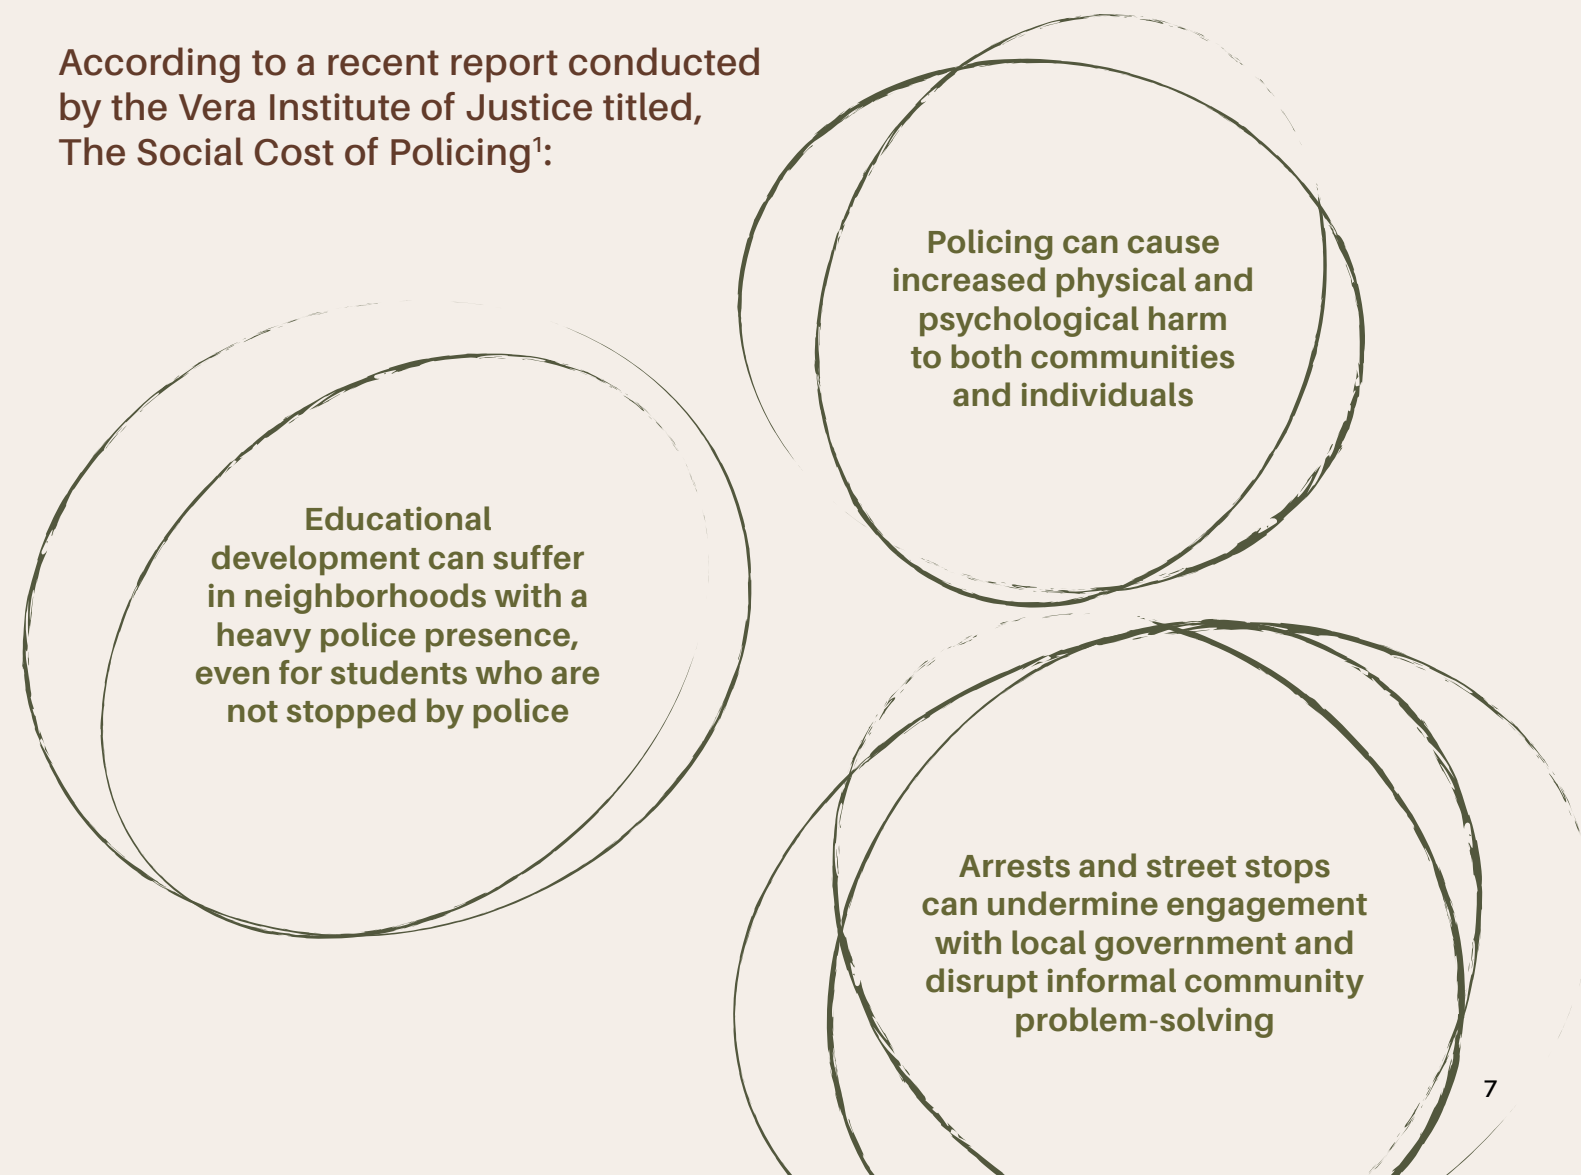 According to a recent report conducted
by the Vera Institute of Justice titled,
The Social Cost of Policing¹:
Policing can cause
increased physical and
psychological harm
to both communities
and individuals
Educational
development can suffer
in neighborhoods with a
heavy police presence,
even for students who are
not stopped by police
Arrests and street stops
can undermine engagement
with local government and
disrupt informal community
problem-solving
7